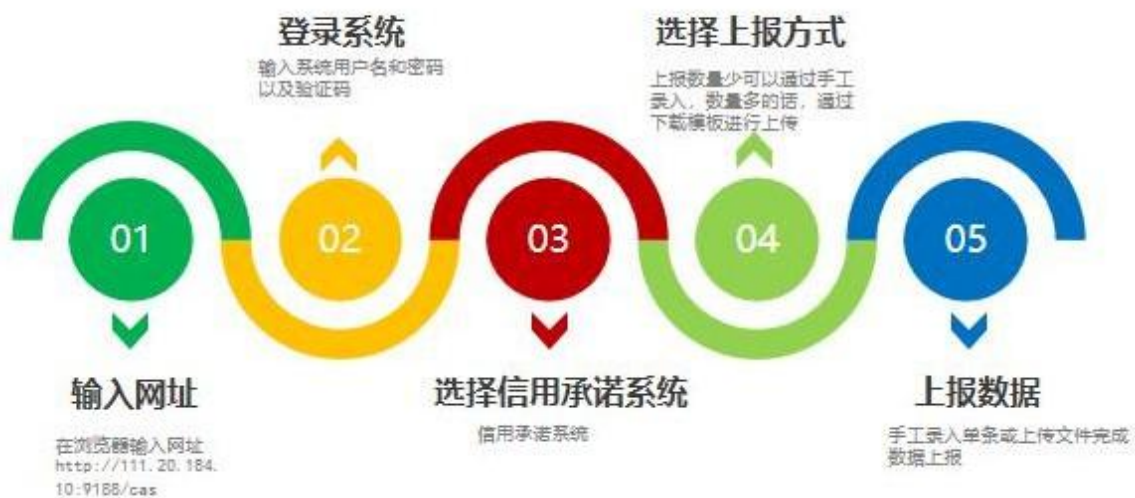 登录系统
输入系统用户名和密码
以及验证码
选择上报方式
上报数量少可以通过手工
录入，数量多的话，通过
下载模板进行上传
01
02
03
04
05
输入网址
在浏览器输入网址
http://111.20.184.
10:9188/cas
选择信用承诺系统
信用承诺系统
上报数据
手工录入单条或上传文件完成
数据上报